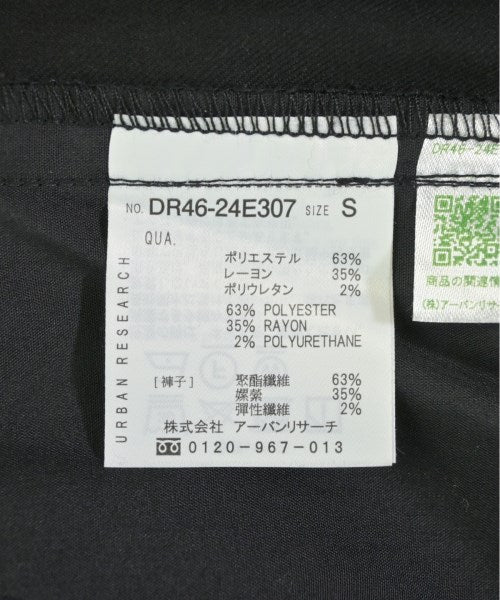 NO. DR46-24E307 SIZE S
QUA.
ポリエステル 63%
レーヨン 35%
ポリウレタン 2%
63% POLYESTER
35% RAYON
2% POLYURETHANE
[褲子] 聚酯纖維 63%
嫘縈 35%
彈性纖維 2%
株式会社 アーバンリサーチ
0120-967-013
URBAN RESEARCH
DR46-24E
商品の関連情
(株)アーバンリサ